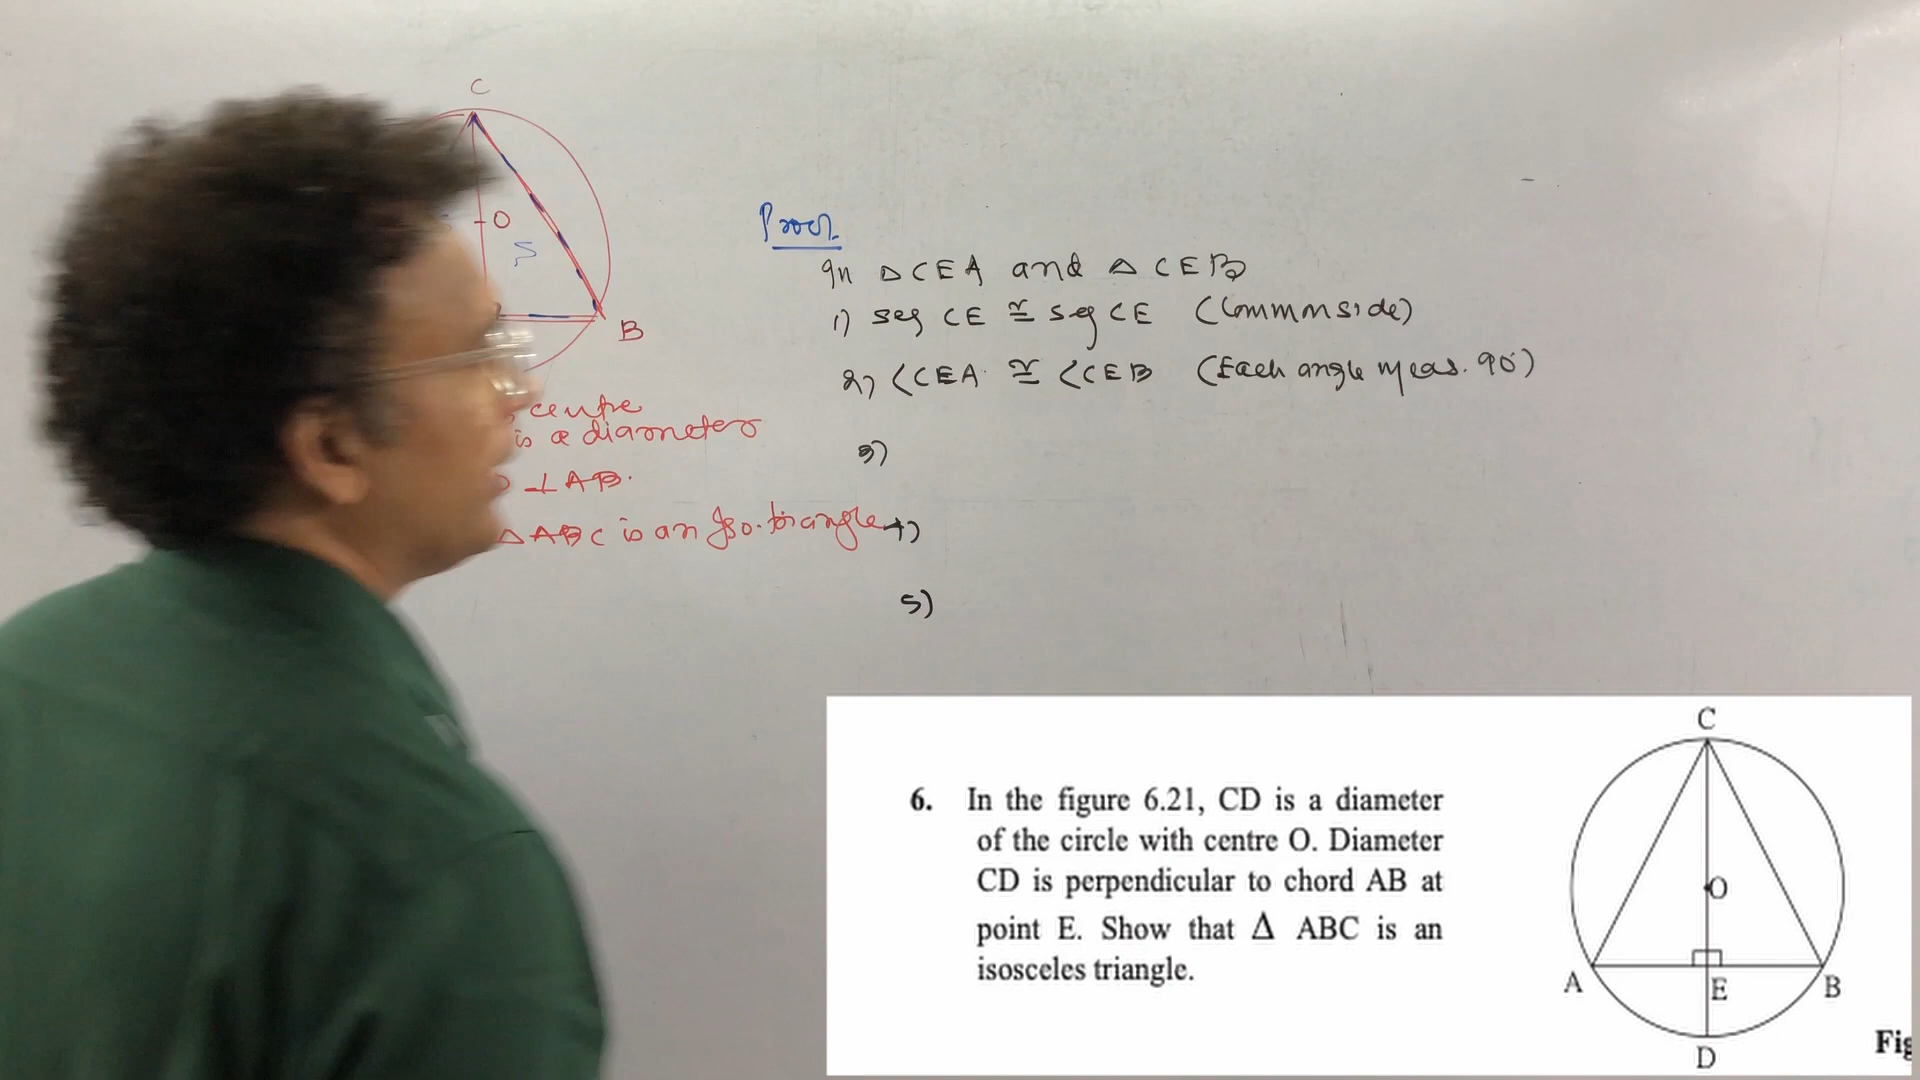 C
O
5
B
centre
is a diameter
⊥ AB.
△ ABC is an Iso. triangle
Proof
In △ CEA and △ CEB
1) seg CE ≅ seg CE (Commn side)
2) <CEA ≅ <CEB (Each angle meas. 90°)
3)
4)
5)
6. In the figure 6.21, CD is a diameter
of the circle with centre O. Diameter
CD is perpendicular to chord AB at
point E. Show that Δ ABC is an
isosceles triangle.
C
O
A
E
B
D
Fig